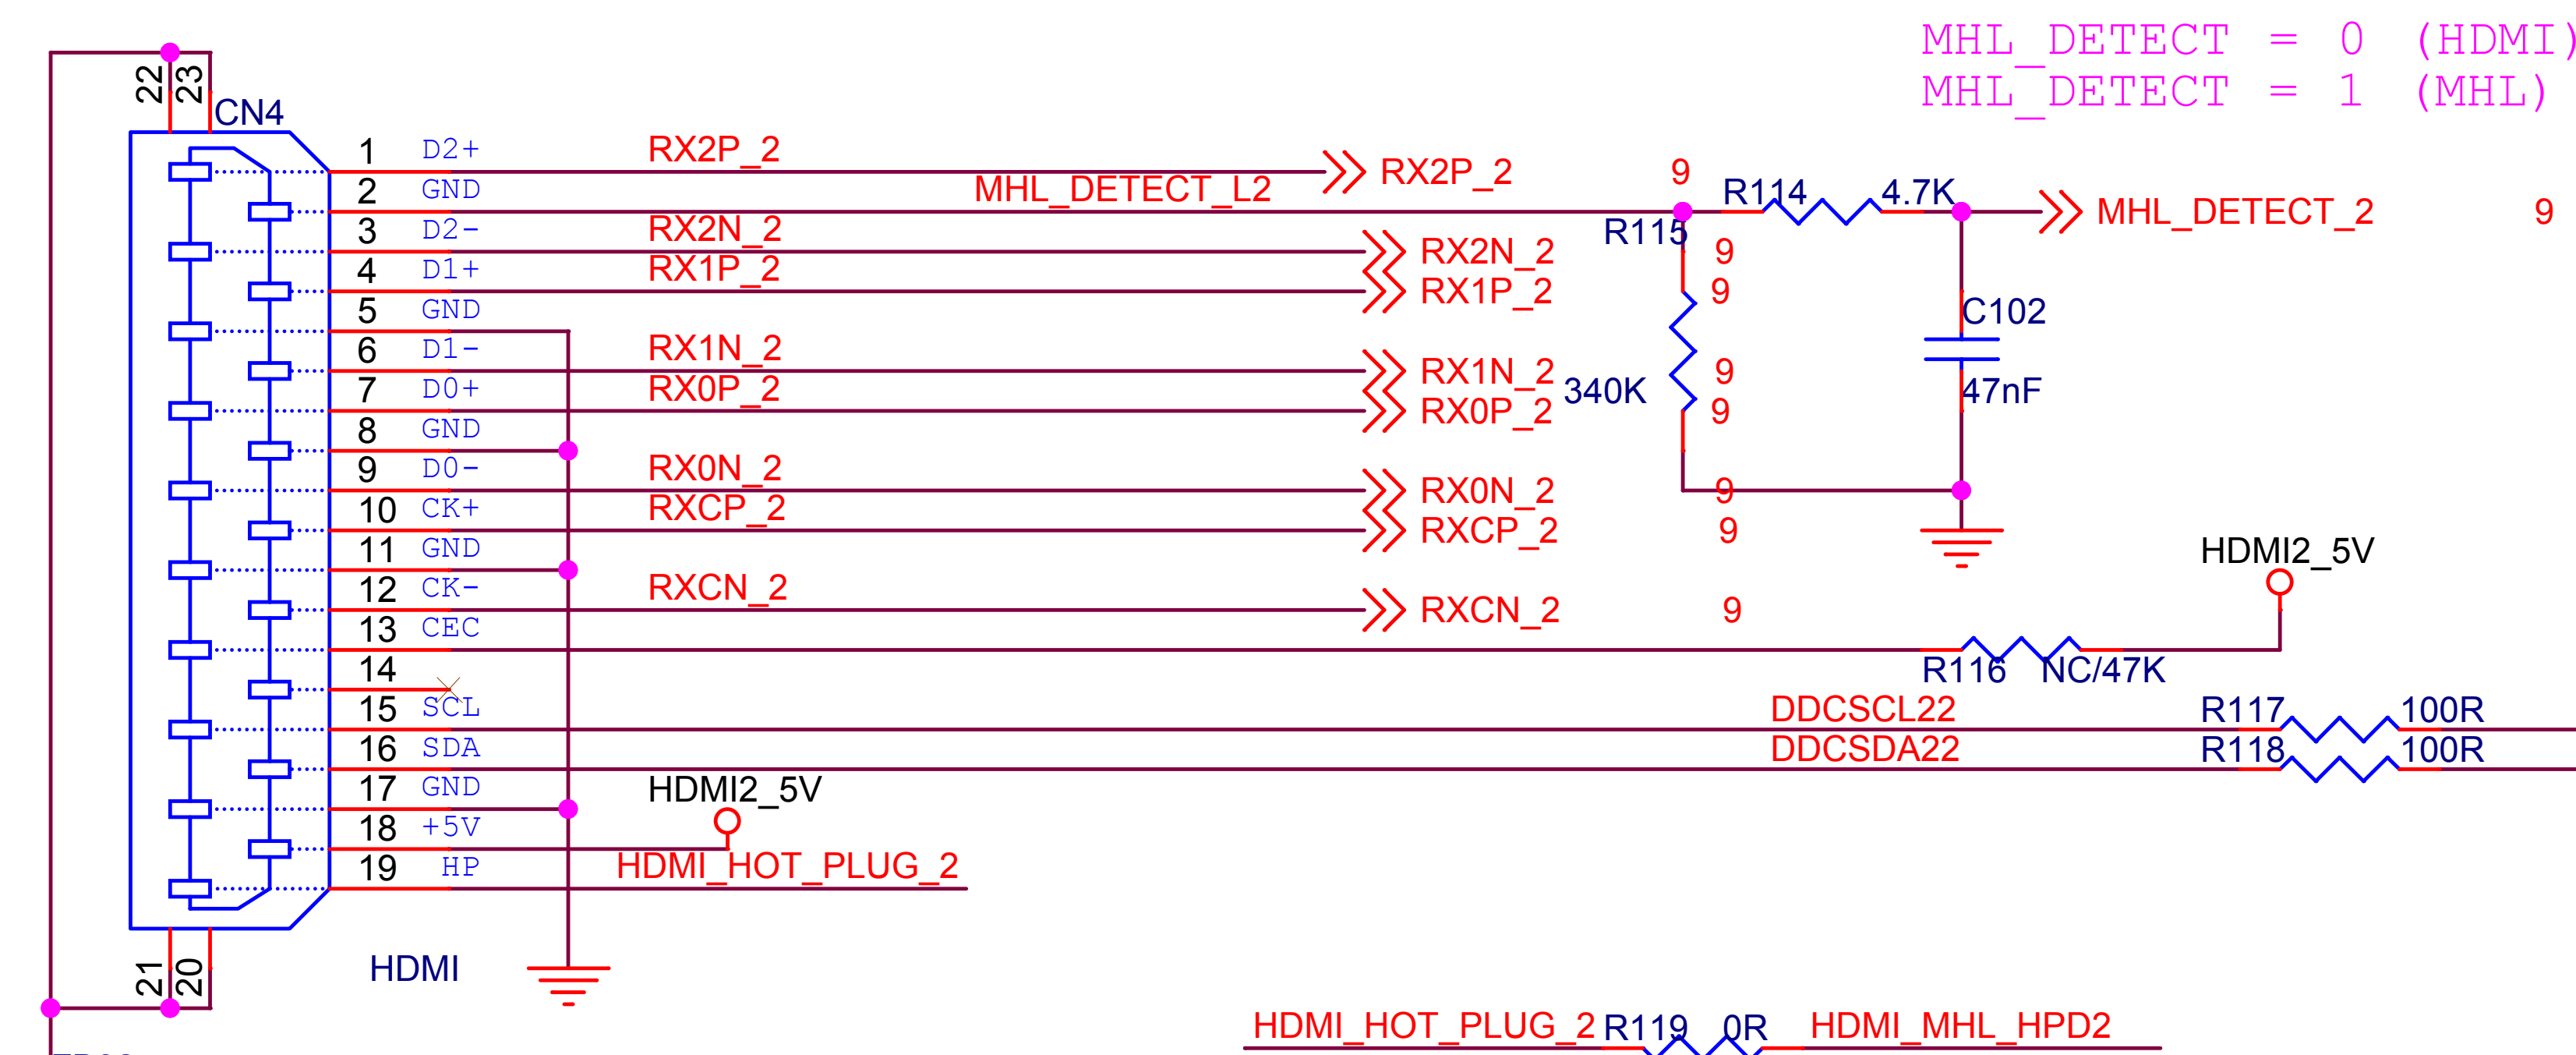 MHL_DETECT = 0 (HDMI)
MHL_DETECT = 1 (MHL)
22 23
CN4
1 D2+ RX2P_2 RX2P_2 9
2 GND MHL_DETECT_L2 R114 4.7K MHL_DETECT_2 9
3 D2- RX2N_2 RX2N_2 R115 9
4 D1+ RX1P_2 RX1P_2 9
5 GND C102
6 D1- RX1N_2 RX1N_2 9
7 D0+ RX0P_2 RX0P_2 340K 9 47nF
8 GND
9 D0- RX0N_2 RX0N_2 9
10 CK+ RXCP_2 RXCP_2 9
11 GND HDMI2_5V
12 CK- RXCN_2 RXCN_2 9
13 CEC R116 NC/47K
14
15 SCL DDCSCL22 R117 100R
16 SDA DDCSDA22 R118 100R
17 GND HDMI2_5V
18 +5V
19 HP HDMI_HOT_PLUG_2
21 20
HDMI
HDMI_HOT_PLUG_2 R119 0R HDMI_MHL_HPD2